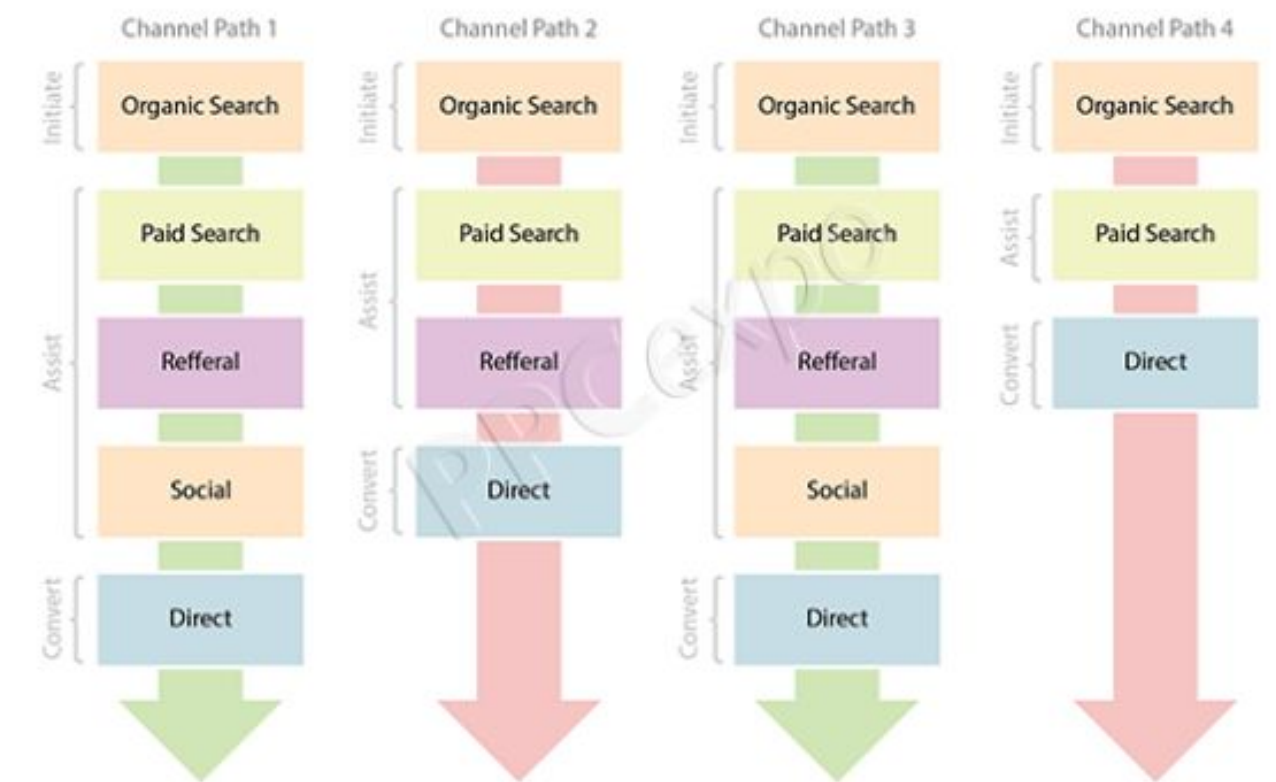 Channel Path 1
Channel Path 2
Channel Path 3
Channel Path 4
Initiate
Organic Search
Initiate
Organic Search
Initiate
Organic Search
Initiate
Organic Search
Assist
Paid Search
Refferal
Social
Assist
Paid Search
Refferal
Assist
Paid Search
Refferal
Social
Assist
Paid Search
Convert
Direct
Convert
Direct
Convert
Direct
Convert
Direct
PPCexpo